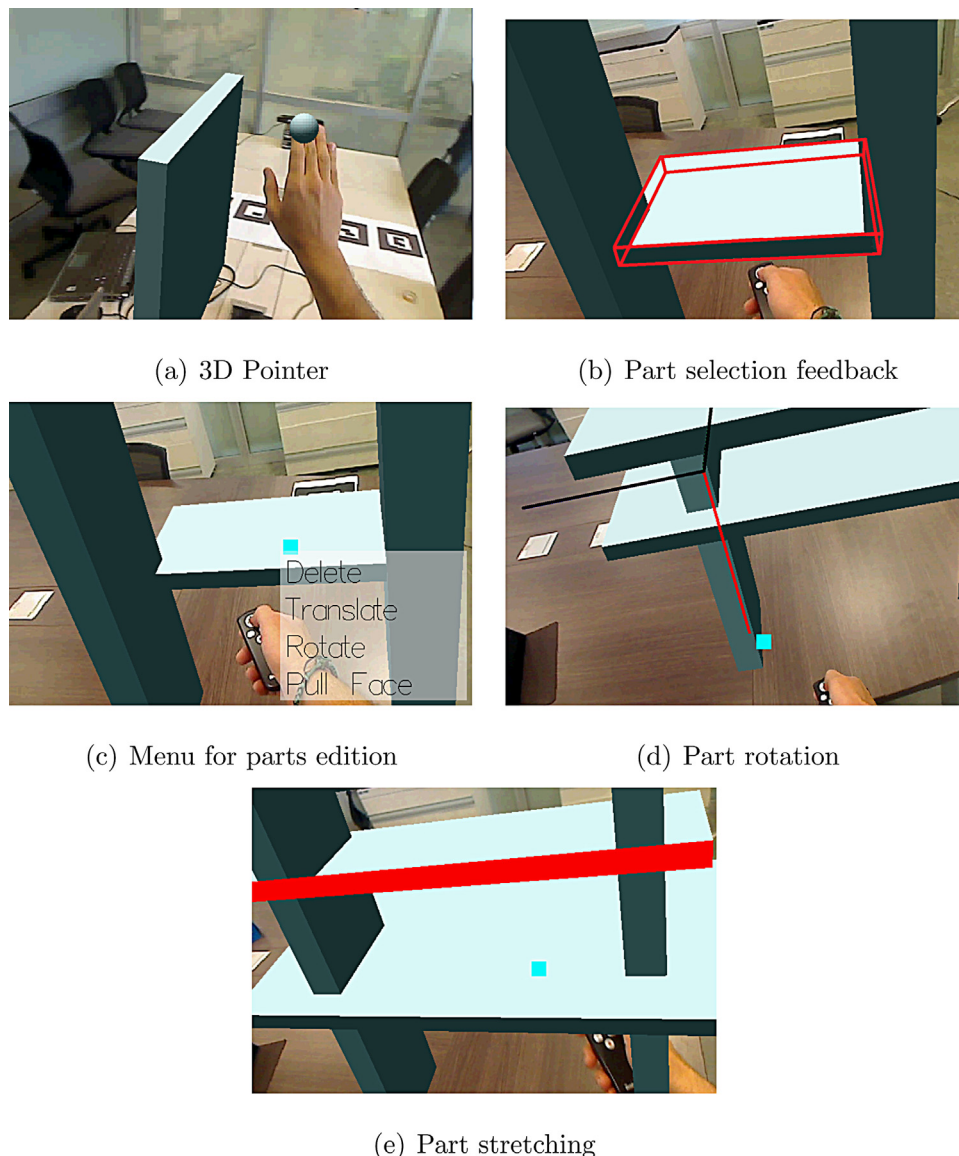 (a) 3D Pointer
(b) Part selection feedback
Delete
Translate
Rotate
Pull Face
(c) Menu for parts edition
(d) Part rotation
(e) Part stretching